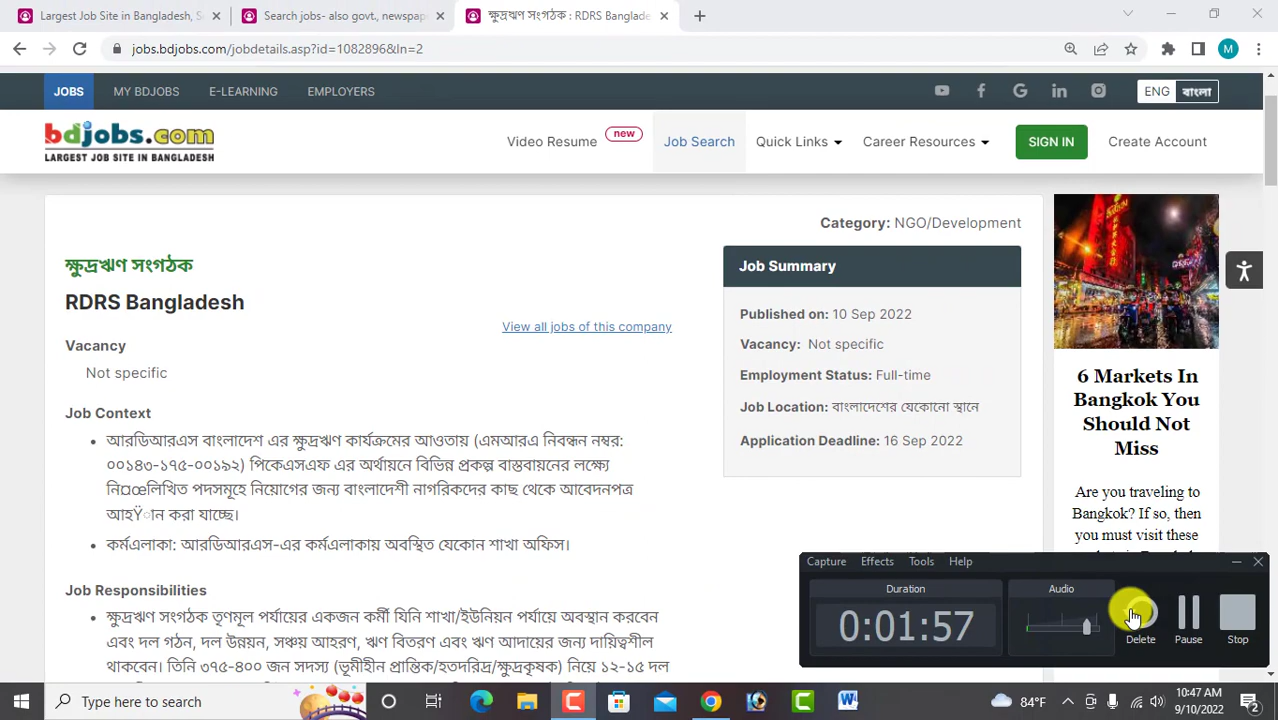 Largest Job Site in Bangladesh, S
Search jobs- also govt., newspap
ক্ষুদ্রঋণ সংগঠক : RDRS Banglade
jobs.bdjobs.com/jobdetails.asp?id=1082896&ln=2
M
JOBS MY BDJOBS E-LEARNING EMPLOYERS
ENG বাংলা
bdjobs.com
LARGEST JOB SITE IN BANGLADESH
Video Resume new Job Search Quick Links Career Resources SIGN IN Create Account
Category: NGO/Development
ক্ষুদ্রঋণ সংগঠক
RDRS Bangladesh
View all jobs of this company
Vacancy
Not specific
Job Context
আরডিআরএস বাংলাদেশ এর ক্ষুদ্রঋণ কার্যক্রমের আওতায় (এমআরএ নিবন্ধন নম্বর:
০০১৪৩-১৭৫-০০১৯২) পিকেএসএফ এর অর্থায়নে বিভিন্ন প্রকল্প বাস্তবায়নের লক্ষ্যে
নি¤œলিখিত পদসমূহে নিয়োগের জন্য বাংলাদেশী নাগরিকদের কাছ থেকে আবেদনপত্র
আহŸান করা যাচ্ছে।
কর্মএলাকা: আরডিআরএস-এর কর্মএলাকায় অবস্থিত যেকোন শাখা অফিস।
Job Responsibilities
ক্ষুদ্রঋণ সংগঠক তৃণমূল পর্যায়ের একজন কর্মী যিনি শাখা/ইউনিয়ন পর্যায়ে অবস্থান করবেন
এবং দল গঠন, দল উন্নয়ন, সঞ্চয় আহরণ, ঋণ বিতরণ এবং ঋণ আদায়ের জন্য দায়িত্বশীল
থাকবেন। তিনি ৩৭৫-৪০০ জন সদস্য (ভূমীহীন প্রান্তিক/হতদরিদ্র/ক্ষুদ্রকৃষক) নিয়ে ১২-১৫ দল
Job Summary
Published on: 10 Sep 2022
Vacancy: Not specific
Employment Status: Full-time
Job Location: বাংলাদেশের যেকোনো স্থানে
Application Deadline: 16 Sep 2022
6 Markets In
Bangkok You
Should Not
Miss
Are you traveling to
Bangkok? If so, then
you must visit these
Capture Effects Tools Help
Duration
0:01:57
Audio
Delete Pause Stop
Type here to search
84°F
10:47 AM
9/10/2022
2